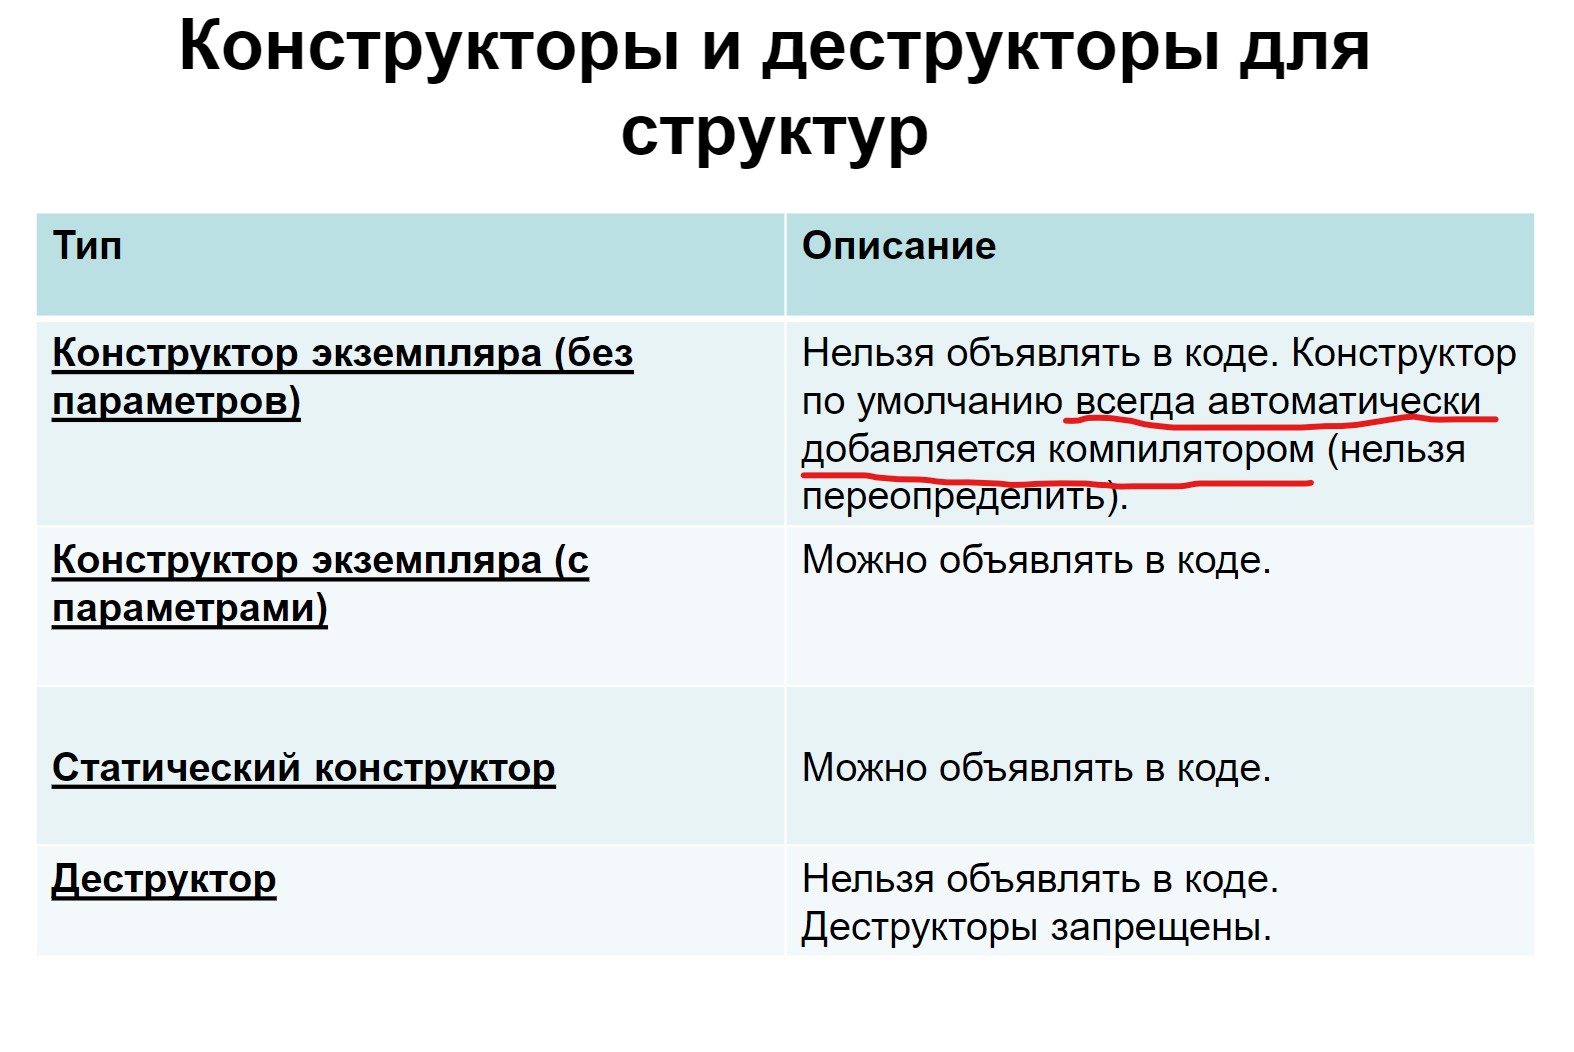 Конструкторы и деструкторы для
структур
Тип
Описание
Конструктор экземпляра (без
параметров)
Нельзя объявлять в коде. Конструктор
по умолчанию всегда автоматически
добавляется компилятором (нельзя
переопределить).
Конструктор экземпляра (с
параметрами)
Можно объявлять в коде.
Статический конструктор
Можно объявлять в коде.
Деструктор
Нельзя объявлять в коде.
Деструкторы запрещены.